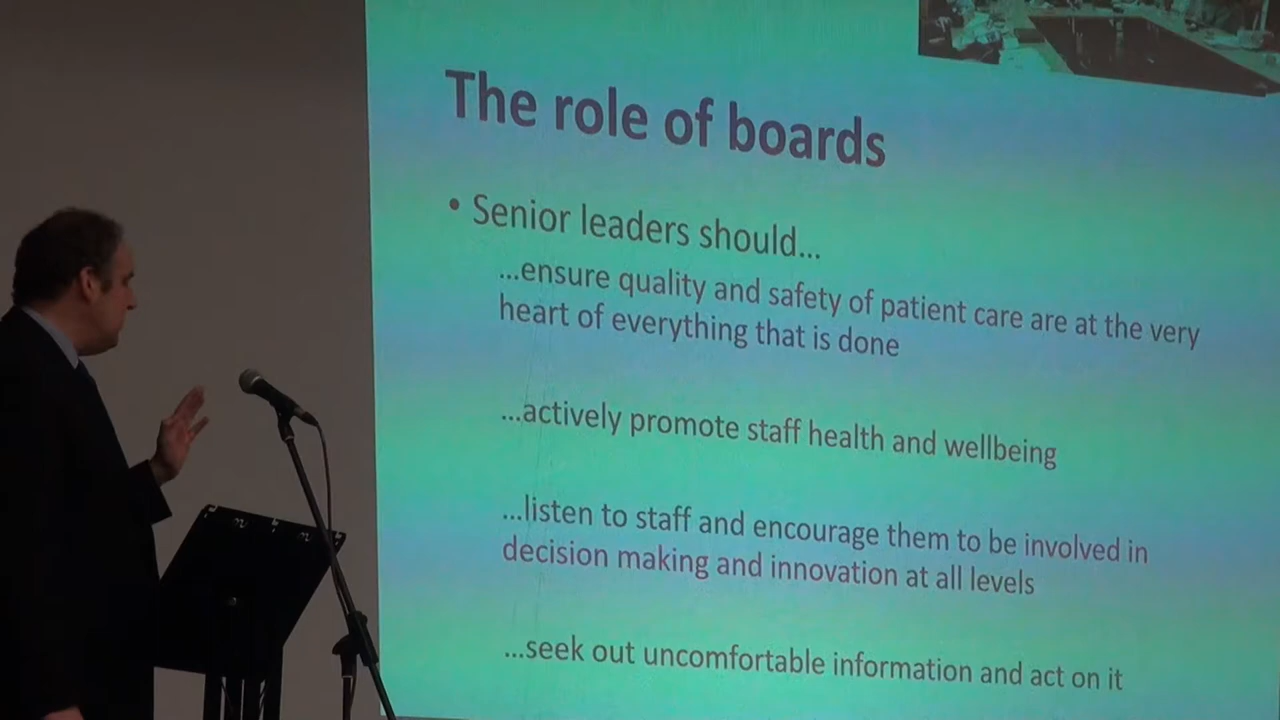 The role of boards
• Senior leaders should...
...ensure quality and safety of patient care are at the very
heart of everything that is done
...actively promote staff health and wellbeing
...listen to staff and encourage them to be involved in
decision making and innovation at all levels
...seek out uncomfortable information and act on it